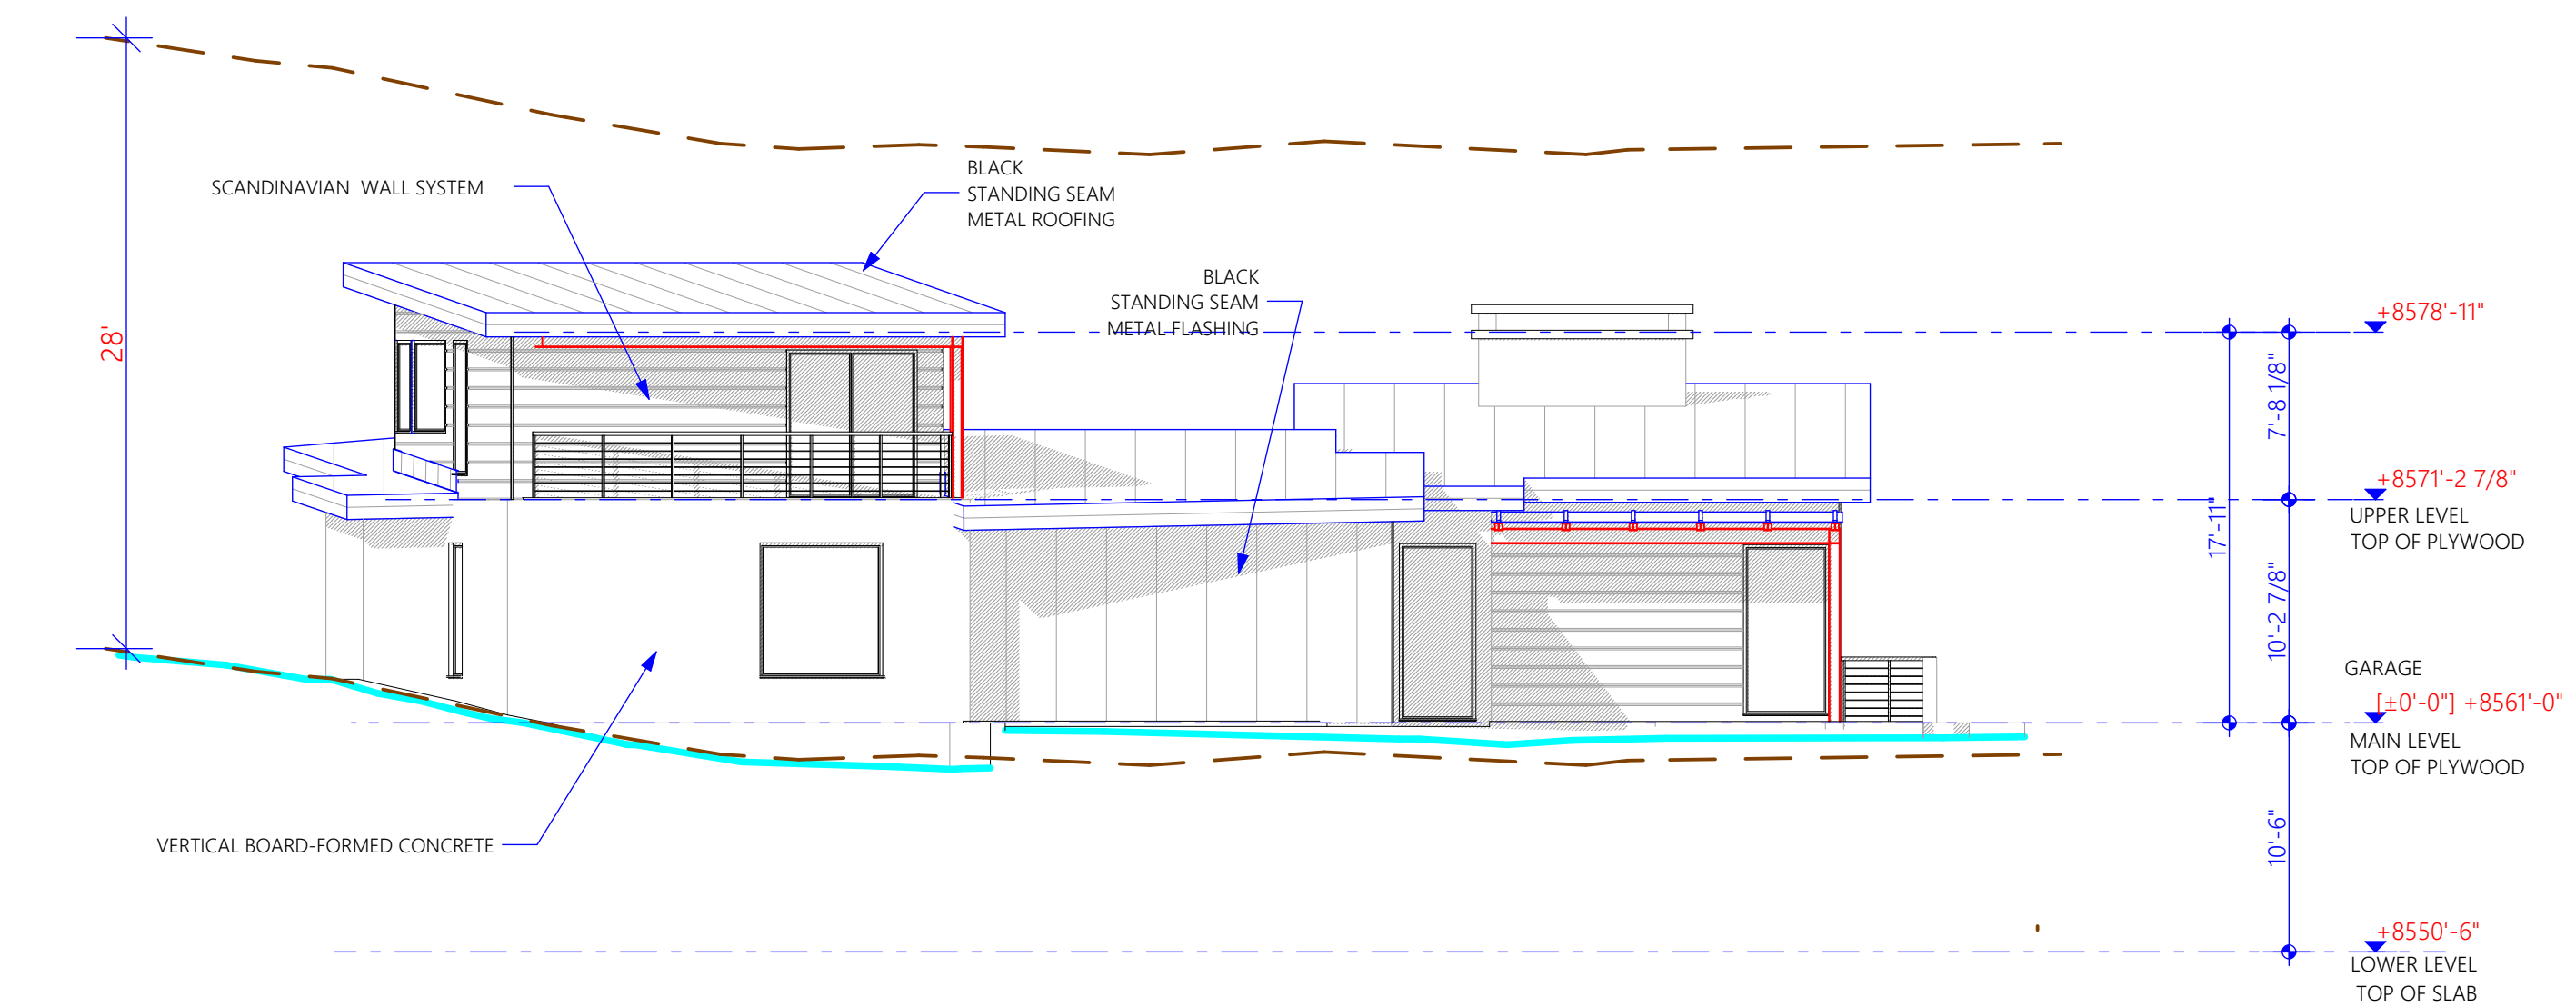 BLACK
STANDING SEAM
METAL ROOFING
SCANDINAVIAN  WALL SYSTEM
BLACK
STANDING SEAM
METAL FLASHING
28'
+8578'-11"
7'-8 1/8"
+8571'-2 7/8"
UPPER LEVEL
TOP OF PLYWOOD
17'-11"
10'-2 7/8"
GARAGE
[±0'-0"] +8561'-0"
MAIN LEVEL
TOP OF PLYWOOD
10'-6"
VERTICAL BOARD-FORMED CONCRETE
+8550'-6"
LOWER LEVEL
TOP OF SLAB